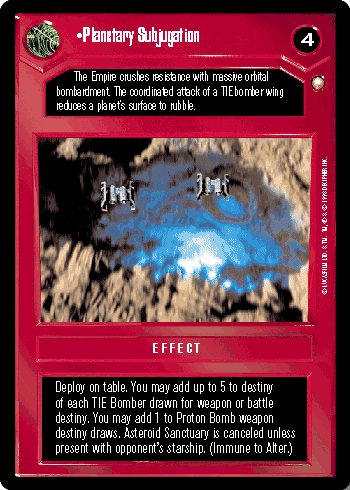 •Planetary Subjugation
4
The Empire crushes resistance with massive orbital
bombardment. The coordinated attack of a TIE bomber wing
reduces a planet's surface to rubble.
EFFECT
Deploy on table. You may add up to 5 to destiny
of each TIE Bomber drawn for weapon or battle
destiny. You may add 1 to Proton Bomb weapon
destiny draws. Asteroid Sanctuary is canceled unless
present with opponent's starship. (Immune to Alter.)